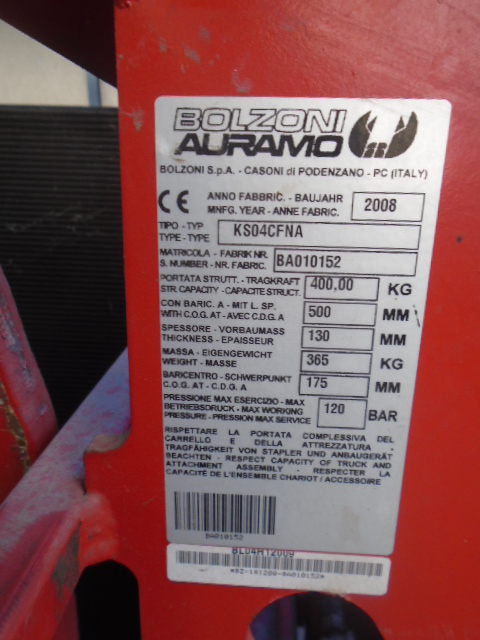 BOLZONI
AURAMO
BOLZONI S.p.A. - CASONI di PODENZANO - PC (ITALY)
CE ANNO FABBRIC. - BAUJAHR
MNFG. YEAR - ANNE FABRIC. 2008
TIPO - TYP
TYPE - TYPE- KS04CFNA
MATRICOLA - FABRIK NR.
S. NUMBER - NR. FABRIC. BA010152
PORTATA STRUTT. - TRAGKRAFT
STR. CAPACITY - CAPACITE STRUCT. 400,00 KG
CON BARIC. A - MIT L. SP.
WITH C.O.G. AT - AVEC C.D.G. A 500 MM
SPESSORE - VORBAUMASS
THICKNESS - EPAISSEUR 130 MM
MASSA - EIGENGEWICHT
WEIGHT - MASSE 365 KG
BARICENTRO - SCHWERPUNKT
C.O.G. AT - C.D.G. A 175 MM
PRESSIONE MAX ESERCIZIO - MAX
BETRIEBSDRUCK - MAX WORKING
PRESSURE - PRESSION MAX SERVICE 120 BAR
RISPETTARE LA PORTATA COMPLESSIVA DEL
CARRELLO E DELLA ATTREZZATURA -
TRAGFÄHIGKEIT VON STAPLER UND ANBAUGERÄT
BEACHTEN - RESPECT CAPACITY OF TRUCK AND
ATTACHMENT ASSEMBLY - RESPECTER LA
CAPACITÉ DE L'ENSEMBLE CHARIOT / ATTACHEMENT
BA010152
BL04H12009